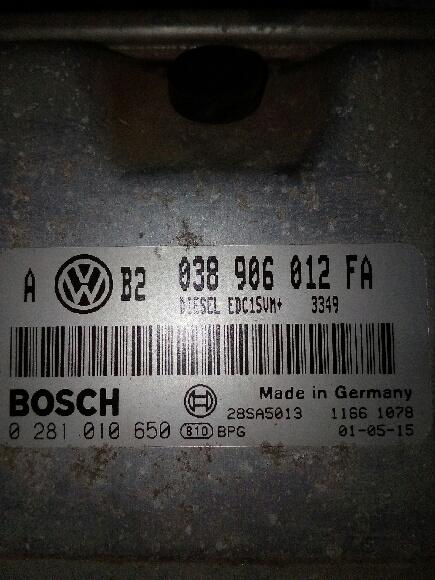 A VW B2 038 906 012 FA
DIESEL EDC15VM+ 3349
BOSCH Made in Germany
28SA5013 1166 1078
0 281 010 650 810 BPG 01-05-15